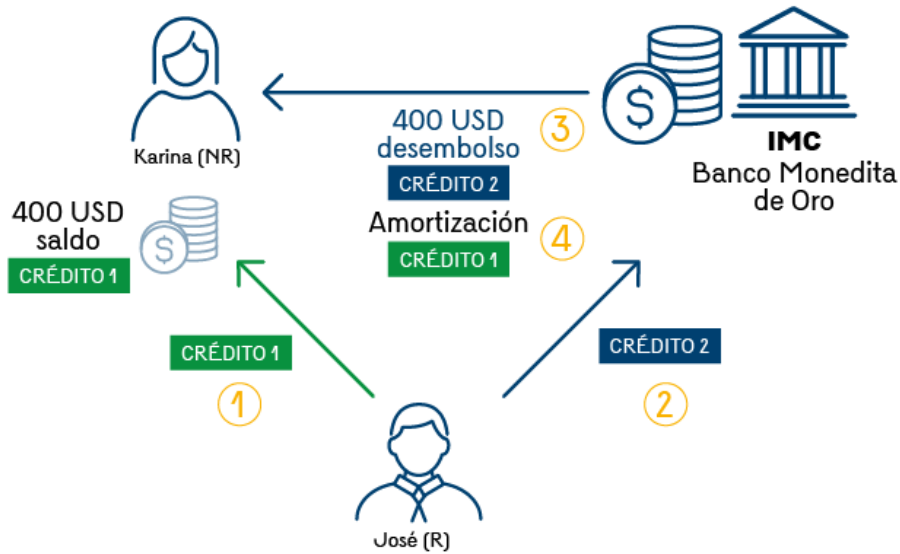 Karina (NR)
400 USD
saldo
CRÉDITO 1
$
400 USD
desembolso
3
CRÉDITO 2
Amortización
4
CRÉDITO 1
$
IMC
Banco Monedita
de Oro
CRÉDITO 1
1
CRÉDITO 2
2
José (R)